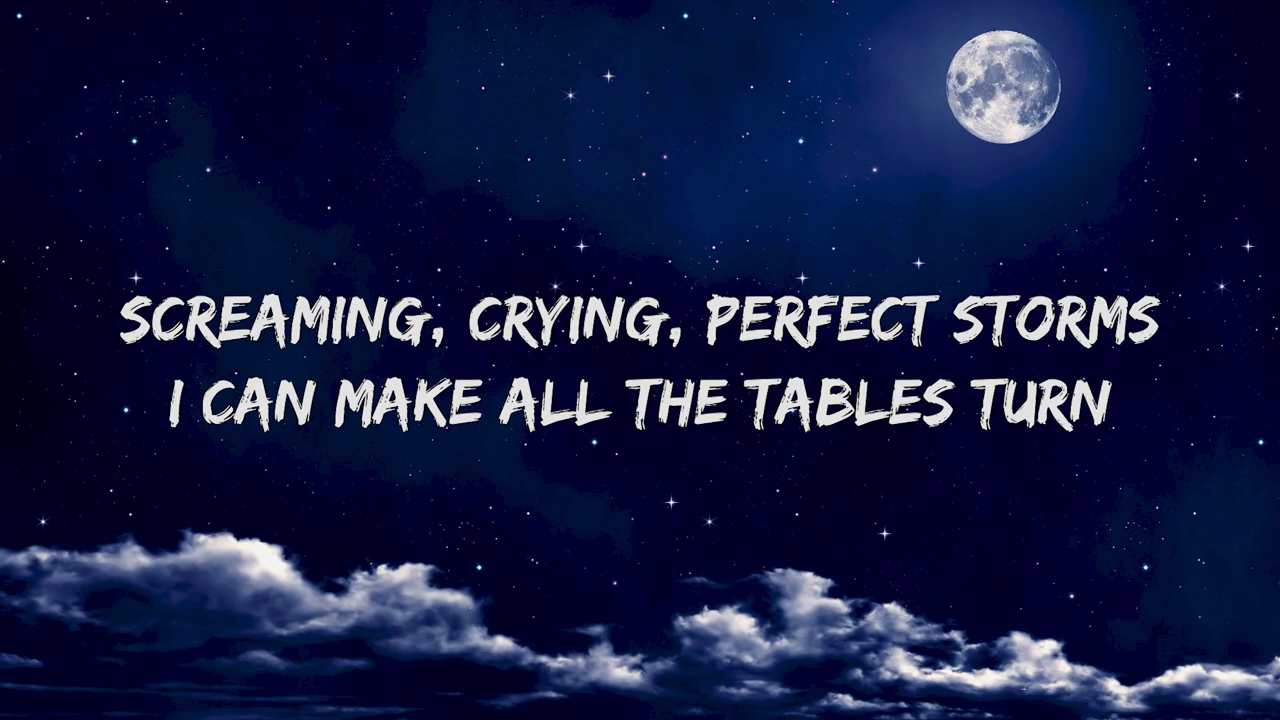 SCREAMING, CRYING, PERFECT STORMS
I CAN MAKE ALL THE TABLES TURN